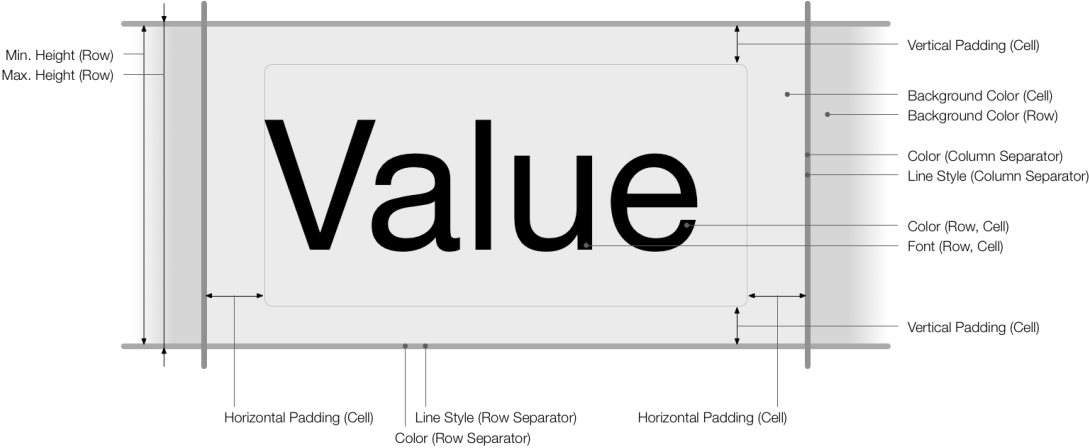 Min. Height (Row)
Max. Height (Row)
Value
Vertical Padding (Cell)
Background Color (Cell)
Background Color (Row)
Color (Column Separator)
Line Style (Column Separator)
Color (Row, Cell)
Font (Row, Cell)
Vertical Padding (Cell)
Horizontal Padding (Cell)
Line Style (Row Separator)
Horizontal Padding (Cell)
Color (Row Separator)